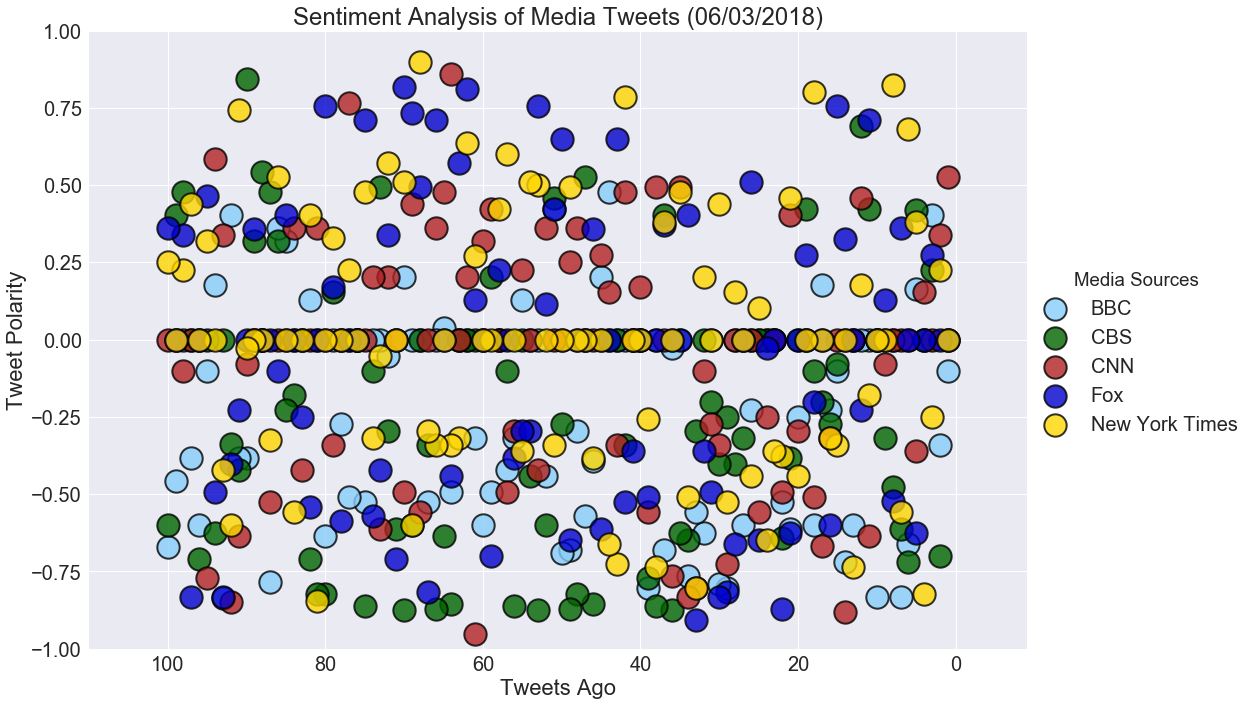 Sentiment Analysis of Media Tweets (06/03/2018)
1.00
0.75
0.50
0.25
0.00
−0.25
−0.50
−0.75
−1.00
Tweet Polarity
100 80 60 40 20 0
Tweets Ago
Media Sources
BBC
CBS
CNN
Fox
New York Times